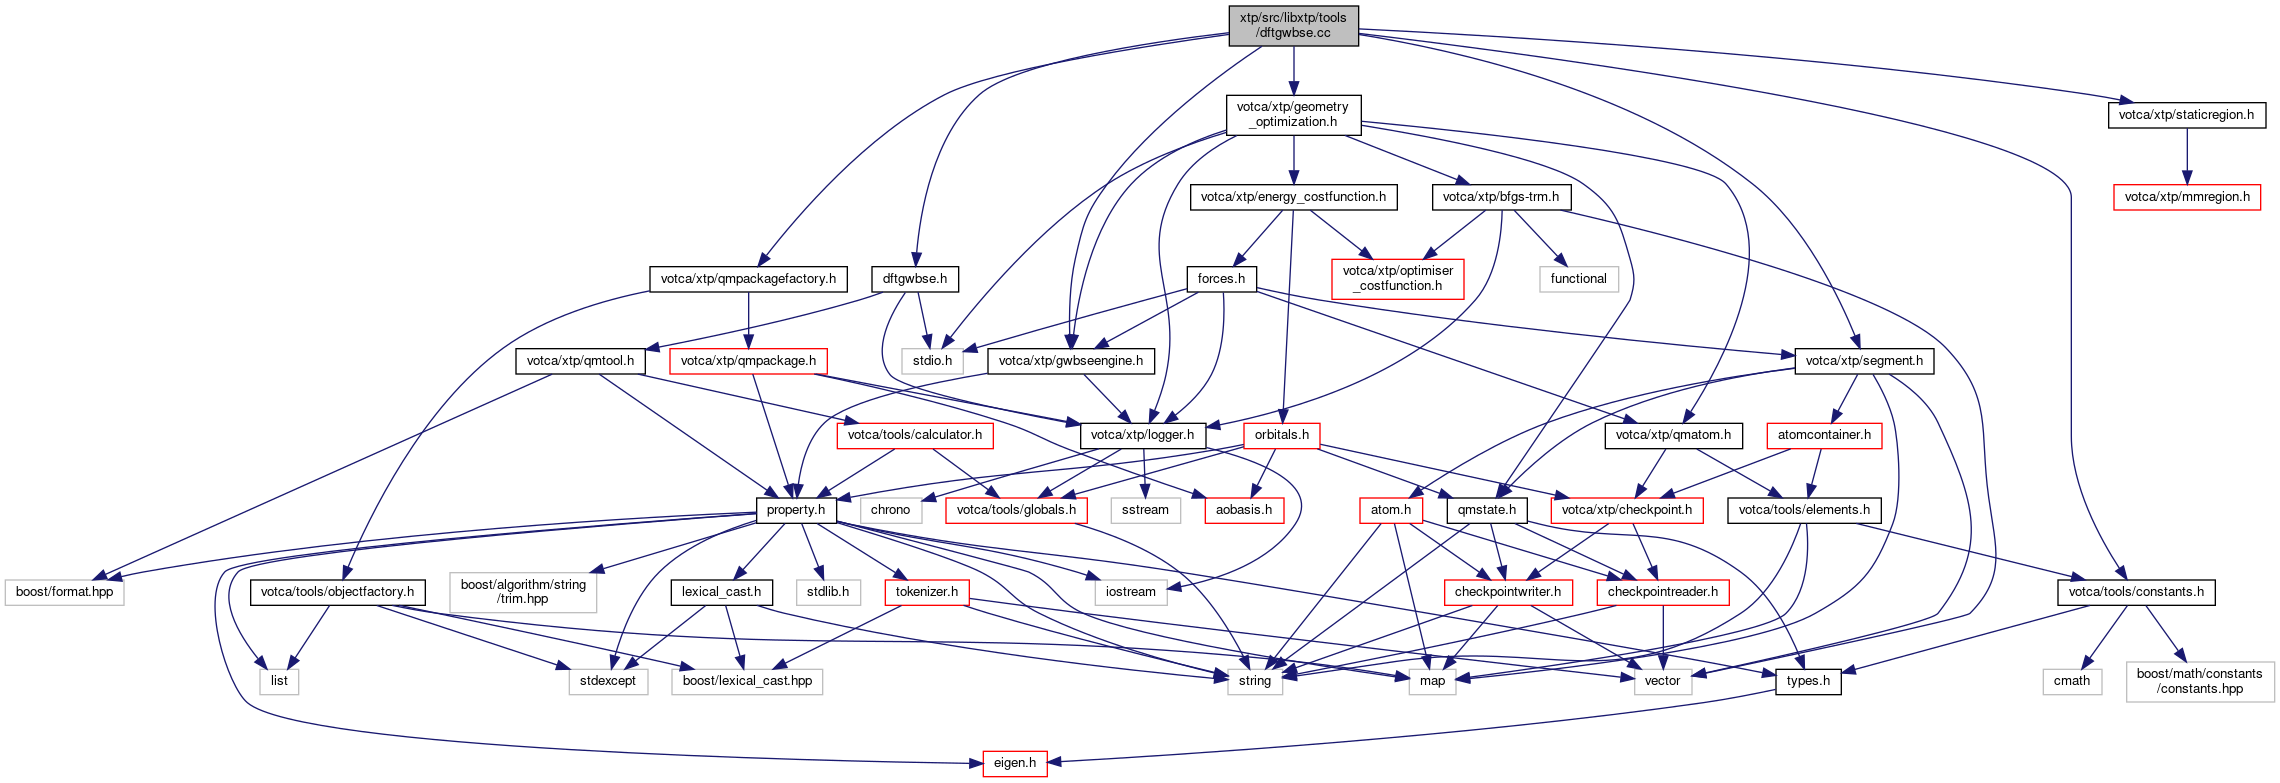 xtp/src/libxtp/tools
/dftgwbse.cc
votca/xtp/geometry
_optimization.h
votca/xtp/staticregion.h
votca/xtp/energy_costfunction.h
votca/xtp/bfgs-trm.h
votca/xtp/mmregion.h
votca/xtp/qmpackagefactory.h
dftgwbse.h
forces.h
votca/xtp/optimiser
_costfunction.h
functional
votca/xtp/qmtool.h
votca/xtp/qmpackage.h
stdio.h
votca/xtp/gwbseengine.h
votca/xtp/segment.h
votca/tools/calculator.h
votca/xtp/logger.h
orbitals.h
votca/xtp/qmatom.h
atomcontainer.h
property.h
chrono
votca/tools/globals.h
sstream
aobasis.h
atom.h
qmstate.h
votca/xtp/checkpoint.h
votca/tools/elements.h
boost/format.hpp
votca/tools/objectfactory.h
boost/algorithm/string
/trim.hpp
lexical_cast.h
stdlib.h
tokenizer.h
iostream
checkpointwriter.h
checkpointreader.h
votca/tools/constants.h
list
stdexcept
boost/lexical_cast.hpp
string
map
vector
types.h
cmath
boost/math/constants
/constants.hpp
eigen.h